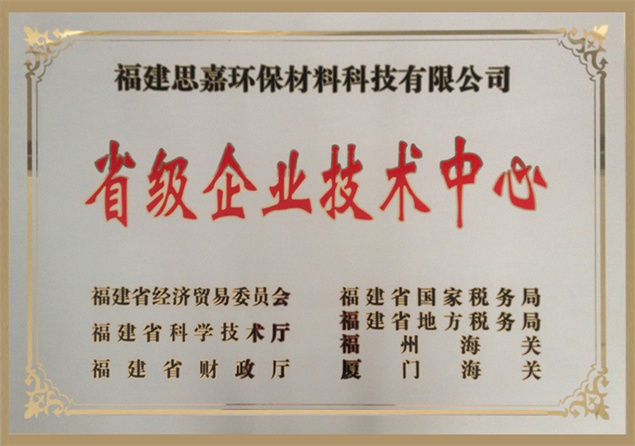 福建思嘉环保材料科技有限公司
省级企业技术中心
福建省经济贸易委员会
福建省科学技术厅
福建省财政厅
福建省国家税务局
福建省地方税务局
福州海关
厦门海关